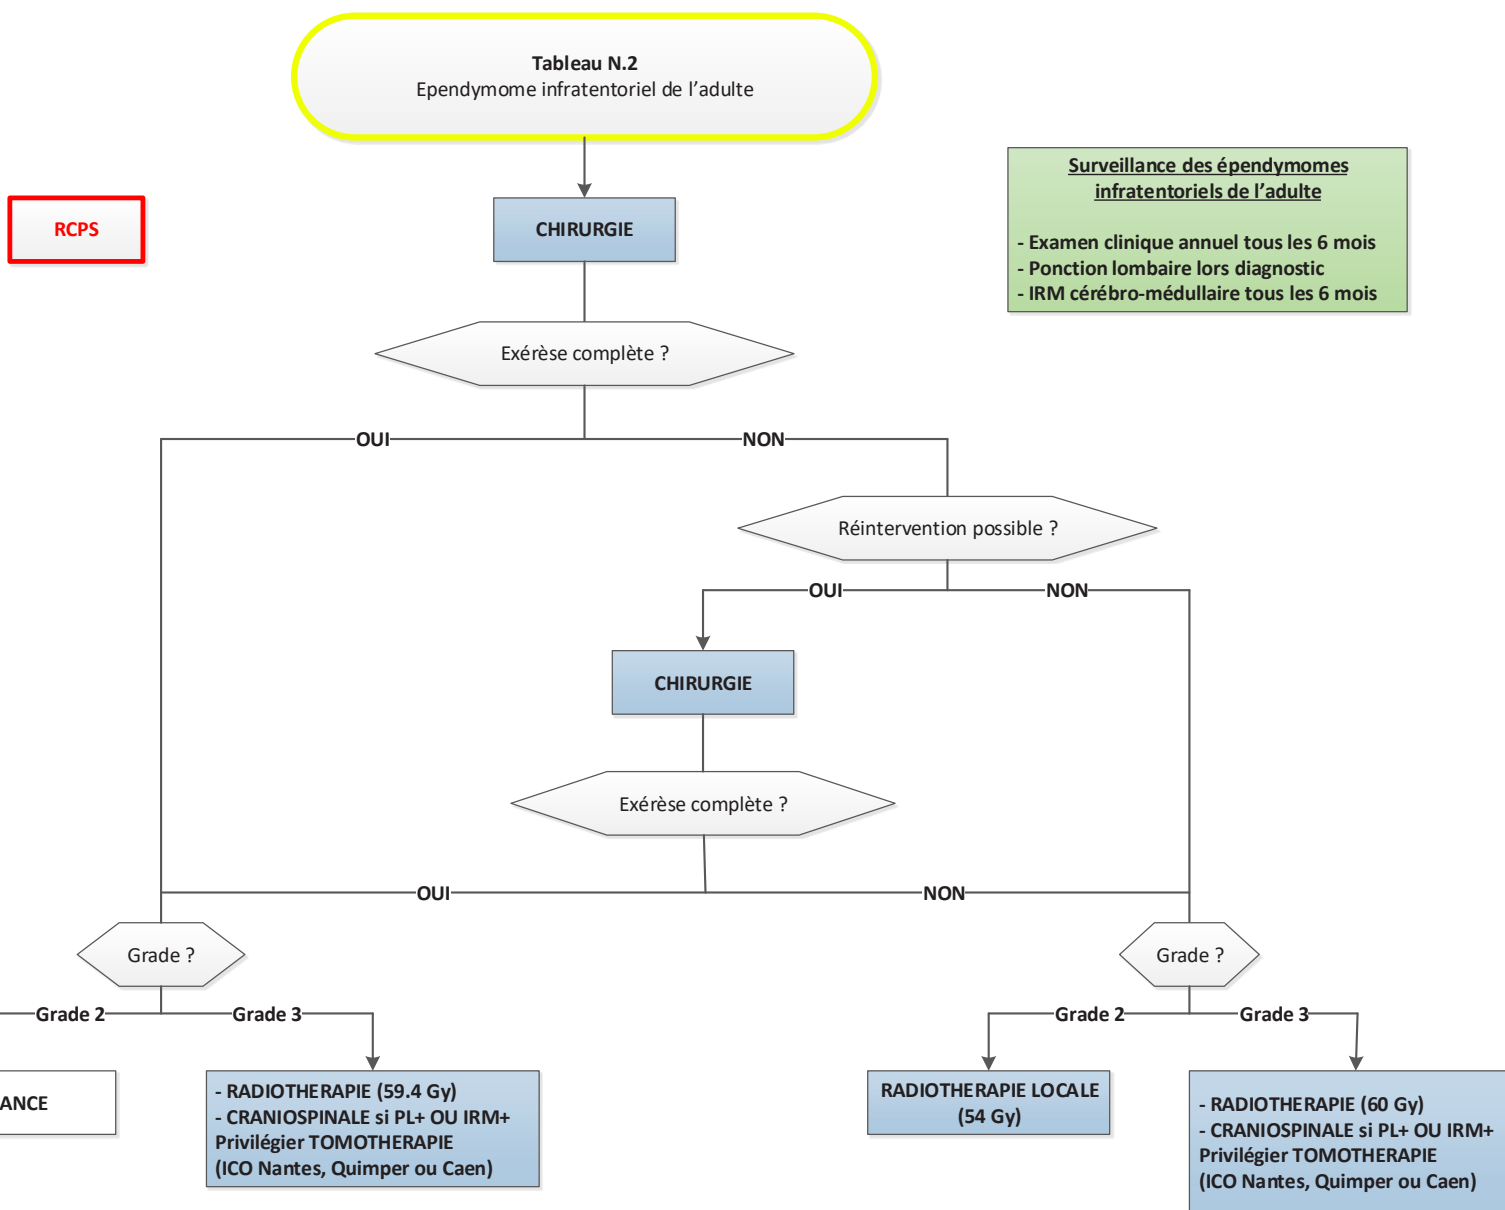 Tableau N.2
Ependymome infratentoriel de l'adulte
Surveillance des épendymomes
infratentoriels de l'adulte
- Examen clinique annuel tous les 6 mois
- Ponction lombaire lors diagnostic
- IRM cérébro-médullaire tous les 6 mois
RCPS
CHIRURGIE
Exérèse complète ?
OUI
NON
Réintervention possible ?
OUI
NON
CHIRURGIE
Exérèse complète ?
OUI
NON
Grade ?
Grade ?
Grade 2
Grade 3
Grade 2
Grade 3
ANCE
- RADIOTHERAPIE (59.4 Gy)
- CRANIOSPINALE si PL+ OU IRM+
Privilégier TOMOTHERAPIE
(ICO Nantes, Quimper ou Caen)
RADIOTHERAPIE LOCALE
(54 Gy)
- RADIOTHERAPIE (60 Gy)
- CRANIOSPINALE si PL+ OU IRM+
Privilégier TOMOTHERAPIE
(ICO Nantes, Quimper ou Caen)